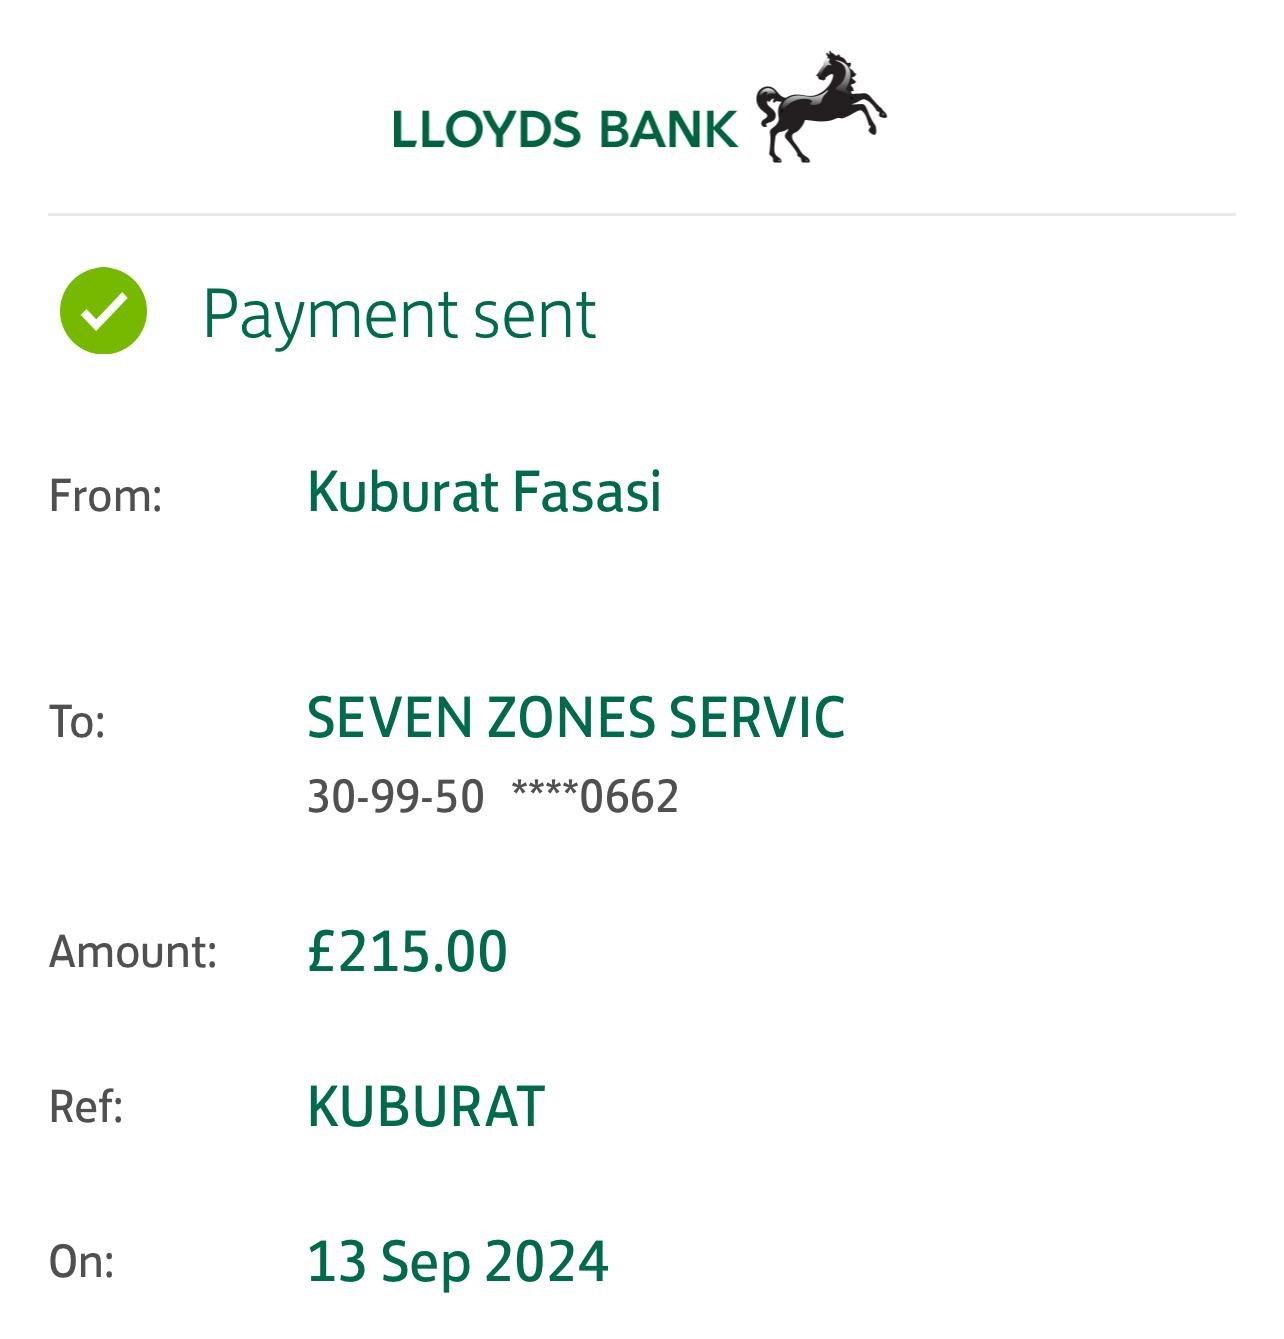 LLOYDS BANK
Payment sent
From: Kuburat Fasasi
To: SEVEN ZONES SERVIC
30-99-50 ****0662
Amount: £215.00
Ref: KUBURAT
On: 13 Sep 2024